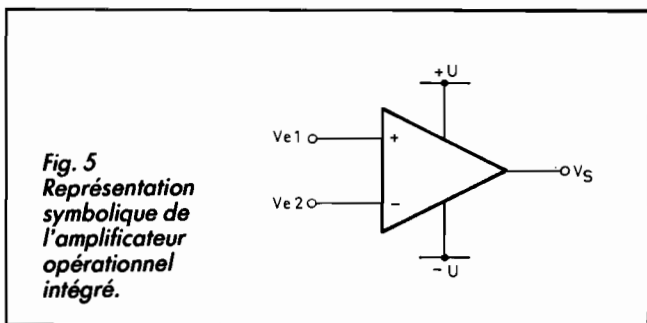 Fig. 5
Représentation
symbolique de
l'amplificateur
opérationnel
intégré.
+U
Ve1
+
Ve2
−
VS
−U